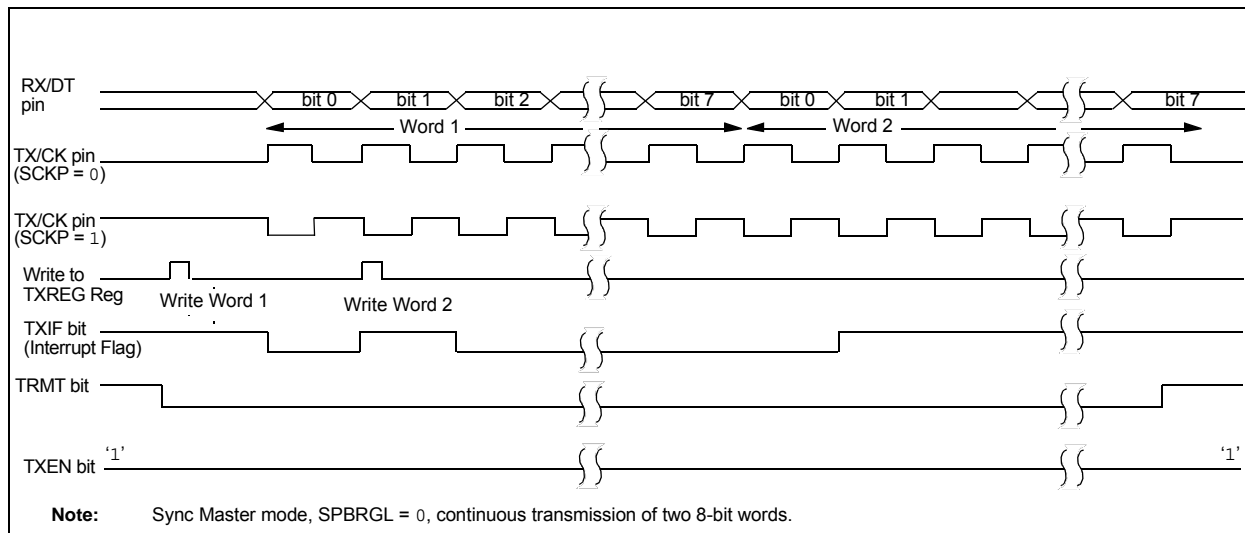 RX/DT
pin
bit 0 bit 1 bit 2 bit 7 bit 0 bit 1 bit 7
Word 1 Word 2
TX/CK pin
(SCKP = 0)
TX/CK pin
(SCKP = 1)
Write to
TXREG Reg
Write Word 1 Write Word 2
TXIF bit
(Interrupt Flag)
TRMT bit
TXEN bit ‘1’ ‘1’
Note: Sync Master mode, SPBRGL = 0, continuous transmission of two 8-bit words.